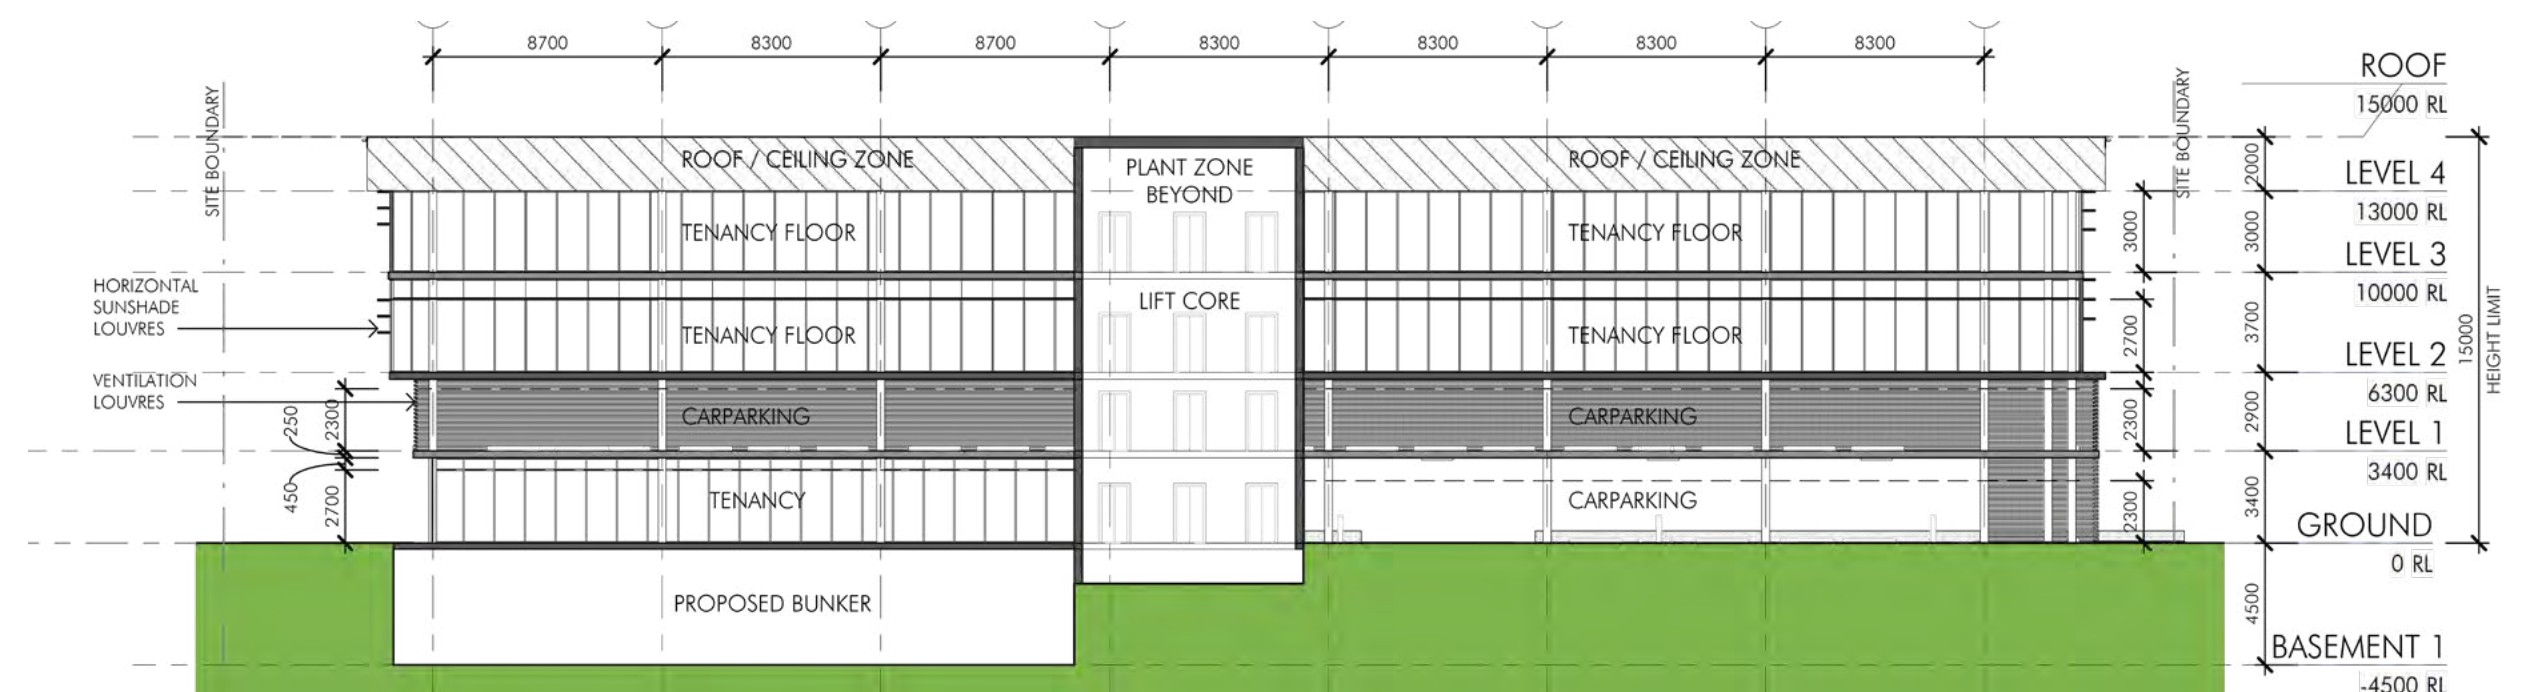 8700
8300
8700
8300
8300
8300
8300
ROOF
15000 RL
SITE BOUNDARY
SITE BOUNDARY
ROOF / CEILING ZONE
PLANT ZONE
BEYOND
ROOF / CEILING ZONE
2000
LEVEL 4
13000 RL
TENANCY FLOOR
TENANCY FLOOR
3000
3000
LEVEL 3
10000 RL
HORIZONTAL
SUNSHADE
LOUVRES
LIFT CORE
TENANCY FLOOR
TENANCY FLOOR
2700
3700
15000
HEIGHT LIMIT
LEVEL 2
6300 RL
VENTILATION
LOUVRES
250
2300
CARPARKING
CARPARKING
2300
2900
LEVEL 1
3400 RL
450
2700
TENANCY
CARPARKING
2300
3400
GROUND
0 RL
PROPOSED BUNKER
4500
BASEMENT 1
-4500 RL